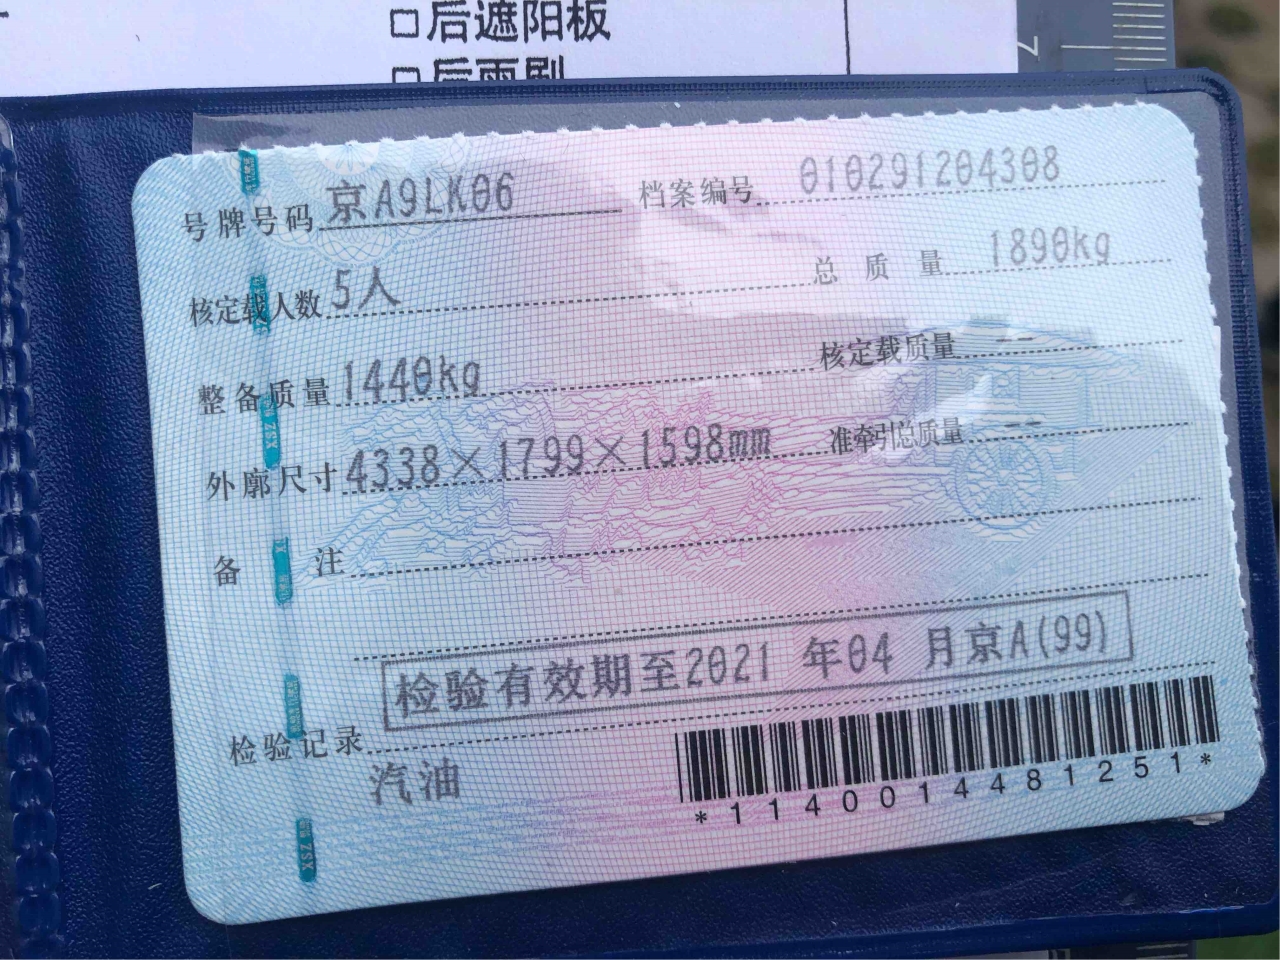 □后遮阳板
□后雨刷
号牌号码 京A9LK06 档案编号 010291204308
核定载人数 5人 总质量 1890kg
整备质量 1440kg 核定载质量 --
外廓尺寸 4338×1799×1598mm 准牵引总质量 --
备注
检验有效期至2021年04月京A(99)
检验记录
汽油
*1140014481251*